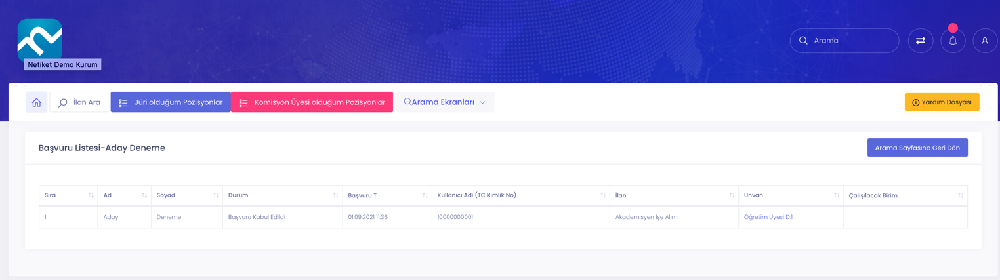 Arama
1
Netiket Demo Kurum
İlan Ara
Jüri olduğum Pozisyonlar
Komisyon Üyesi olduğum Pozisyonlar
Arama Ekranları
Yardım Dosyası
Başvuru Listesi-Aday Deneme
Arama Sayfasına Geri Dön
Sıra Ad Soyad Durum Başvuru T Kullanıcı Adı (TC Kimlik No) İlan Unvan Çalışılacak Birim
1 Aday Deneme Başvuru Kabul Edildi 01.09.2021 11:36 10000000001 Akademisyen İşe Alım Öğretim Üyesi D:1